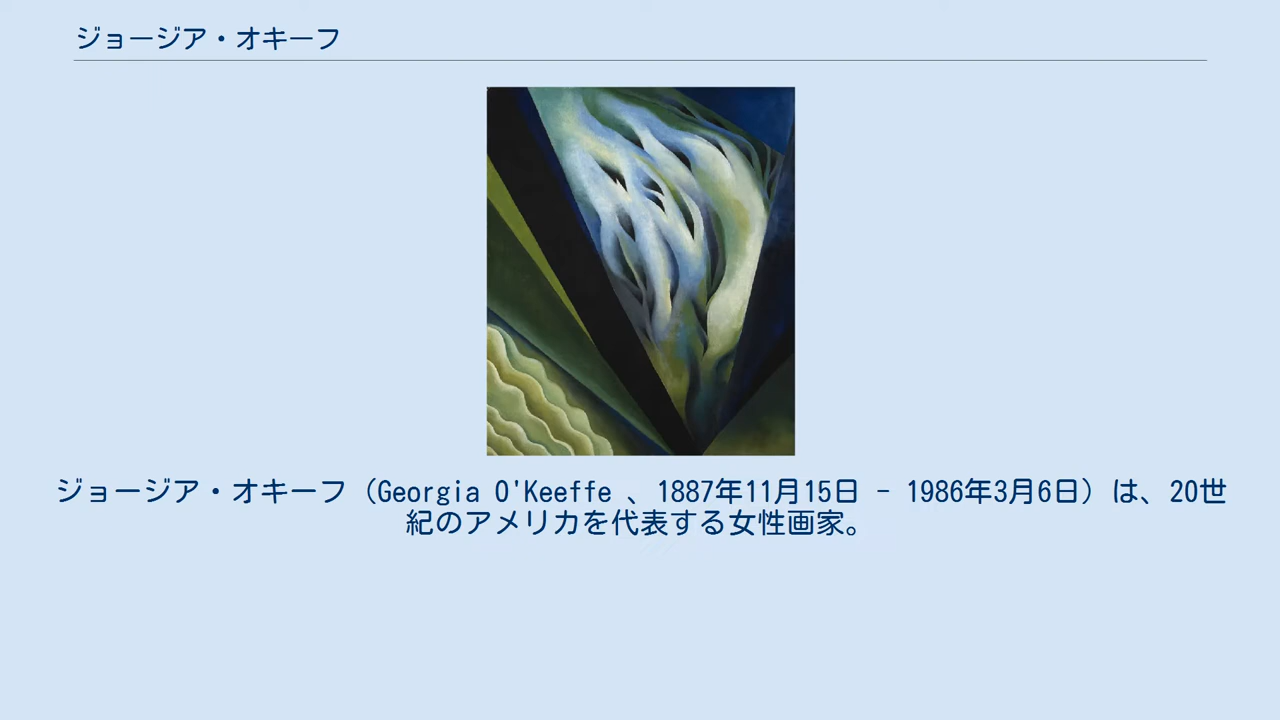 ジョージア・オキーフ
ジョージア・オキーフ（Georgia O'Keeffe 、1887年11月15日 - 1986年3月6日）は、20世
紀のアメリカを代表する女性画家。